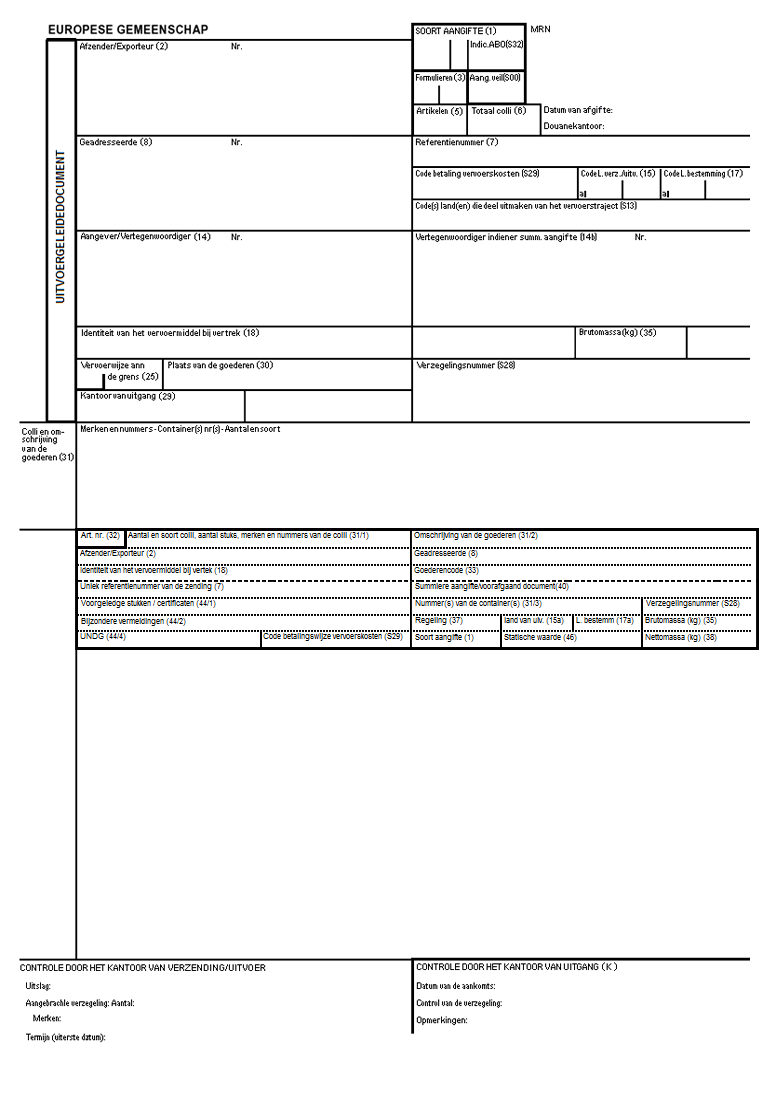 EUROPESE GEMEENSCHAP
SOORT AANGIFTE (1)
MRN
Afzender/Exporteur (2) Nr.
Indic.ABO(S32)
Formulieren (3) Aang.veil(S00)
Artikelen (5) Totaal colli (6)
Datum van afgifte:
Douanekantoor:
UITVOERGELEIDEDOCUMENT
Geadresseerde (8) Nr.
Referentienummer (7)
Code betaling vervoerskosten (S29)
Code L. verz./uitv. (15)
Code L. bestemming (17)
a| a|
Code(s) land(en) die deel uitmaken van het vervoerstraject (S13)
Aangever/Vertegenwoordiger (14) Nr.
Vertegenwoordiger indiener summ. aangifte (14b) Nr.
Identiteit van het vervoermiddel bij vertrek (18)
Brutomassa (kg) (35)
Vervoerwijze ann
de grens (25)
Plaats van de goederen (30)
Verzegelingsnummer (S28)
Kantoor van uitgang (29)
Colli en om-
schrijving
van de
goederen (31)
Merken en nummers - Container(s) nr(s) - Aantal en soort
Art. nr. (32) Aantal en soort colli, aantal stuks, merken en nummers van de colli (31/1) Omschrijving van de goederen (31/2)
Afzender/Exporteur (2) Geadresseerde (8)
Identiteit van het vervoermiddel bij vertek (18) Goederencode (33)
Uniek referentienummer van de zending (7) Summiere aangifte/voorafgaand document(40)
Voorgeledge stukken / certificaten (44/1) Nummer(s) van de container(s) (31/3) Verzegelingsnummer (S28)
Bijzondere vermeldingen (44/2) Regeling (37) land van uiv. (15a) L. bestemm (17a) Brutomassa (kg) (35)
UNDG (44/4) Code betalingswijze vervoerskosten (S29) Soort aangifte (1) Statische waarde (46) Nettomassa (kg) (38)
CONTROLE DOOR HET KANTOOR VAN VERZENDING/UITVOER
Uitslag:
Aangebrachte verzegeling: Aantal:
Merken:
Termijn (uiterste datum):
CONTROLE DOOR HET KANTOOR VAN UITGANG (K)
Datum van de aankomts:
Control van de verzegeling:
Opmerkingen: